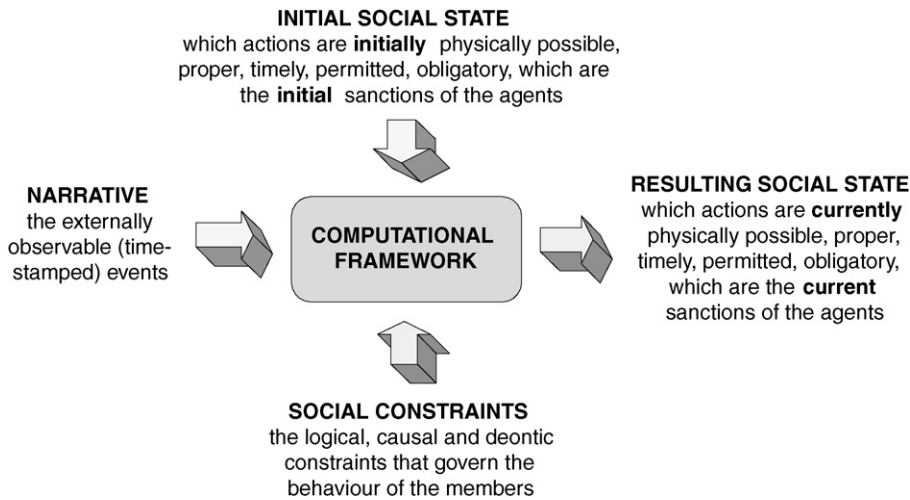 INITIAL SOCIAL STATE
which actions are initially physically possible,
proper, timely, permitted, obligatory, which are
the initial sanctions of the agents
NARRATIVE
the externally
observable (time-
stamped) events
COMPUTATIONAL
FRAMEWORK
RESULTING SOCIAL STATE
which actions are currently
physically possible, proper,
timely, permitted, obligatory,
which are the current
sanctions of the agents
SOCIAL CONSTRAINTS
the logical, causal and deontic
constraints that govern the
behaviour of the members